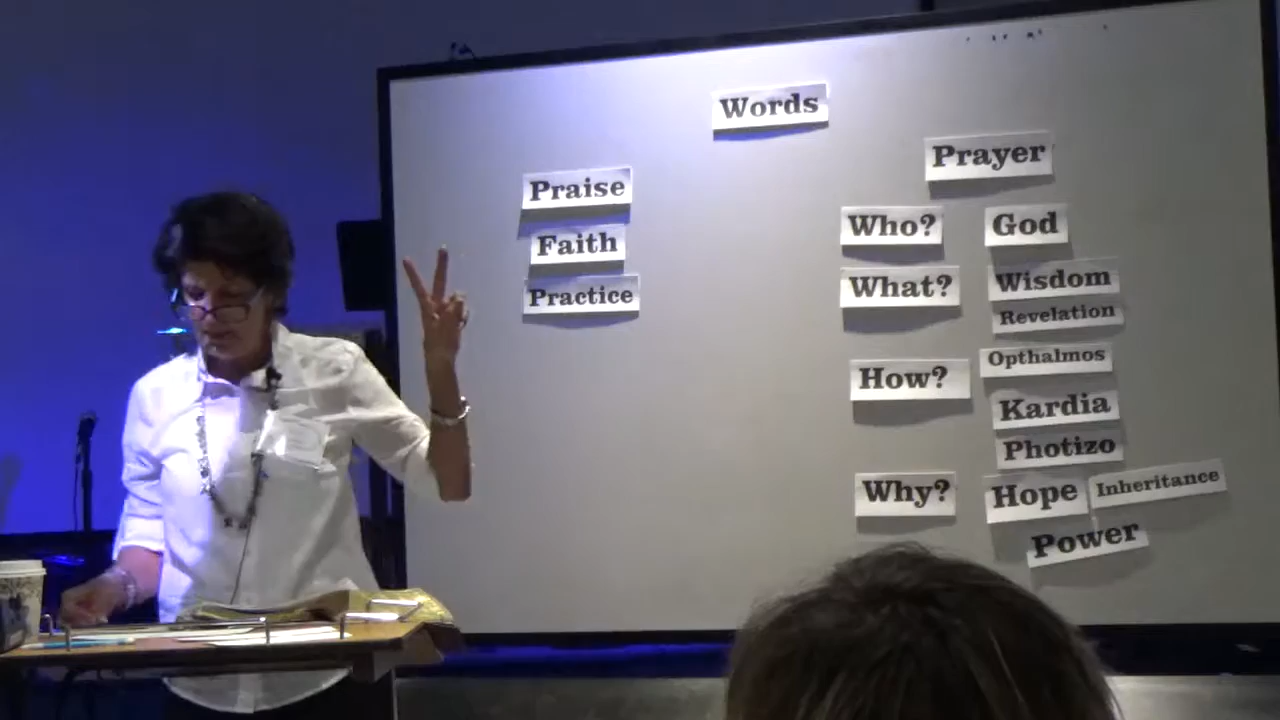 Words
Praise
Faith
Practice
Prayer
Who? God
What? Wisdom
Revelation
How? Opthalmos
Kardia
Photizo
Why? Hope Inheritance
Power